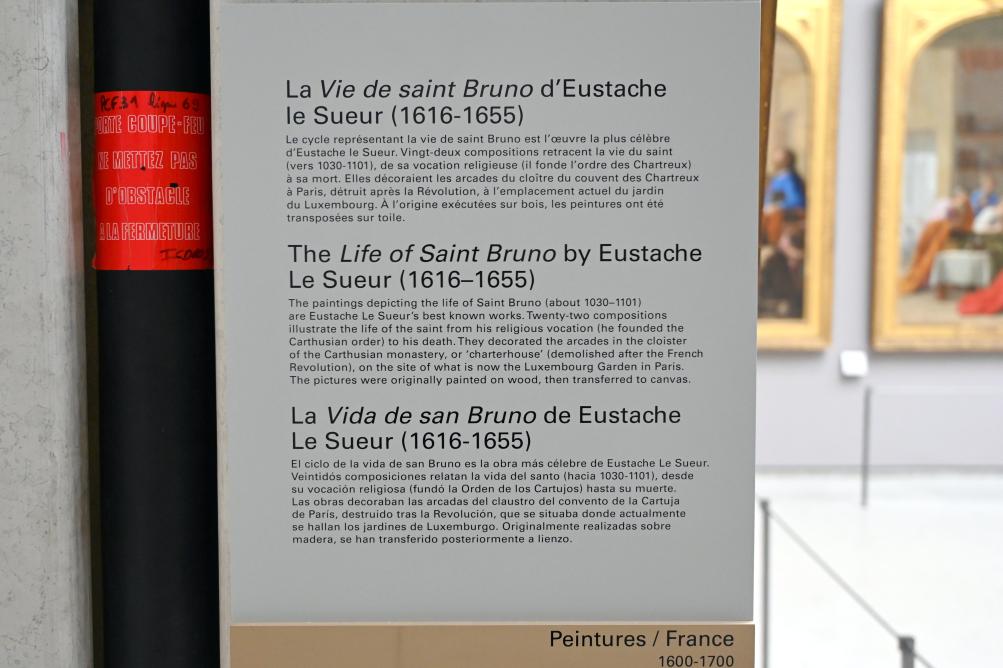 PCF31 ligne 69
PORTE COUPE-FEU
NE METTEZ PAS
D'OBSTACLE
A LA FERMETURE
La Vie de saint Bruno d'Eustache
le Sueur (1616-1655)
Le cycle représentant la vie de saint Bruno est l'œuvre la plus célèbre
d'Eustache le Sueur. Vingt-deux compositions retracent la vie du saint
(vers 1030-1101), de sa vocation religieuse (il fonde l'ordre des Chartreux)
à sa mort. Elles décoraient les arcades du cloître du couvent des Chartreux
à Paris, détruit après la Révolution, à l'emplacement actuel du jardin
du Luxembourg. À l'origine exécutées sur bois, les peintures ont été
transposées sur toile.
The Life of Saint Bruno by Eustache
Le Sueur (1616–1655)
The paintings depicting the life of Saint Bruno (about 1030–1101)
are Eustache Le Sueur's best known works. Twenty-two compositions
illustrate the life of the saint from his religious vocation (he founded the
Carthusian order) to his death. They decorated the arcades in the cloister
of the Carthusian monastery, or 'charterhouse' (demolished after the French
Revolution), on the site of what is now the Luxembourg Garden in Paris.
The pictures were originally painted on wood, then transferred to canvas.
La Vida de san Bruno de Eustache
Le Sueur (1616-1655)
El ciclo de la vida de san Bruno es la obra más célebre de Eustache Le Sueur.
Veintidós composiciones relatan la vida del santo (hacia 1030-1101), desde
su vocación religiosa (fundó la Orden de los Cartujos) hasta su muerte.
Las obras decoraban las arcadas del claustro del convento de la Cartuja
de París, destruido tras la Revolución, que se situaba donde actualmente
se hallan los jardines de Luxemburgo. Originalmente realizadas sobre
madera, se han transferido posteriormente a lienzo.
Peintures / France
1600-1700